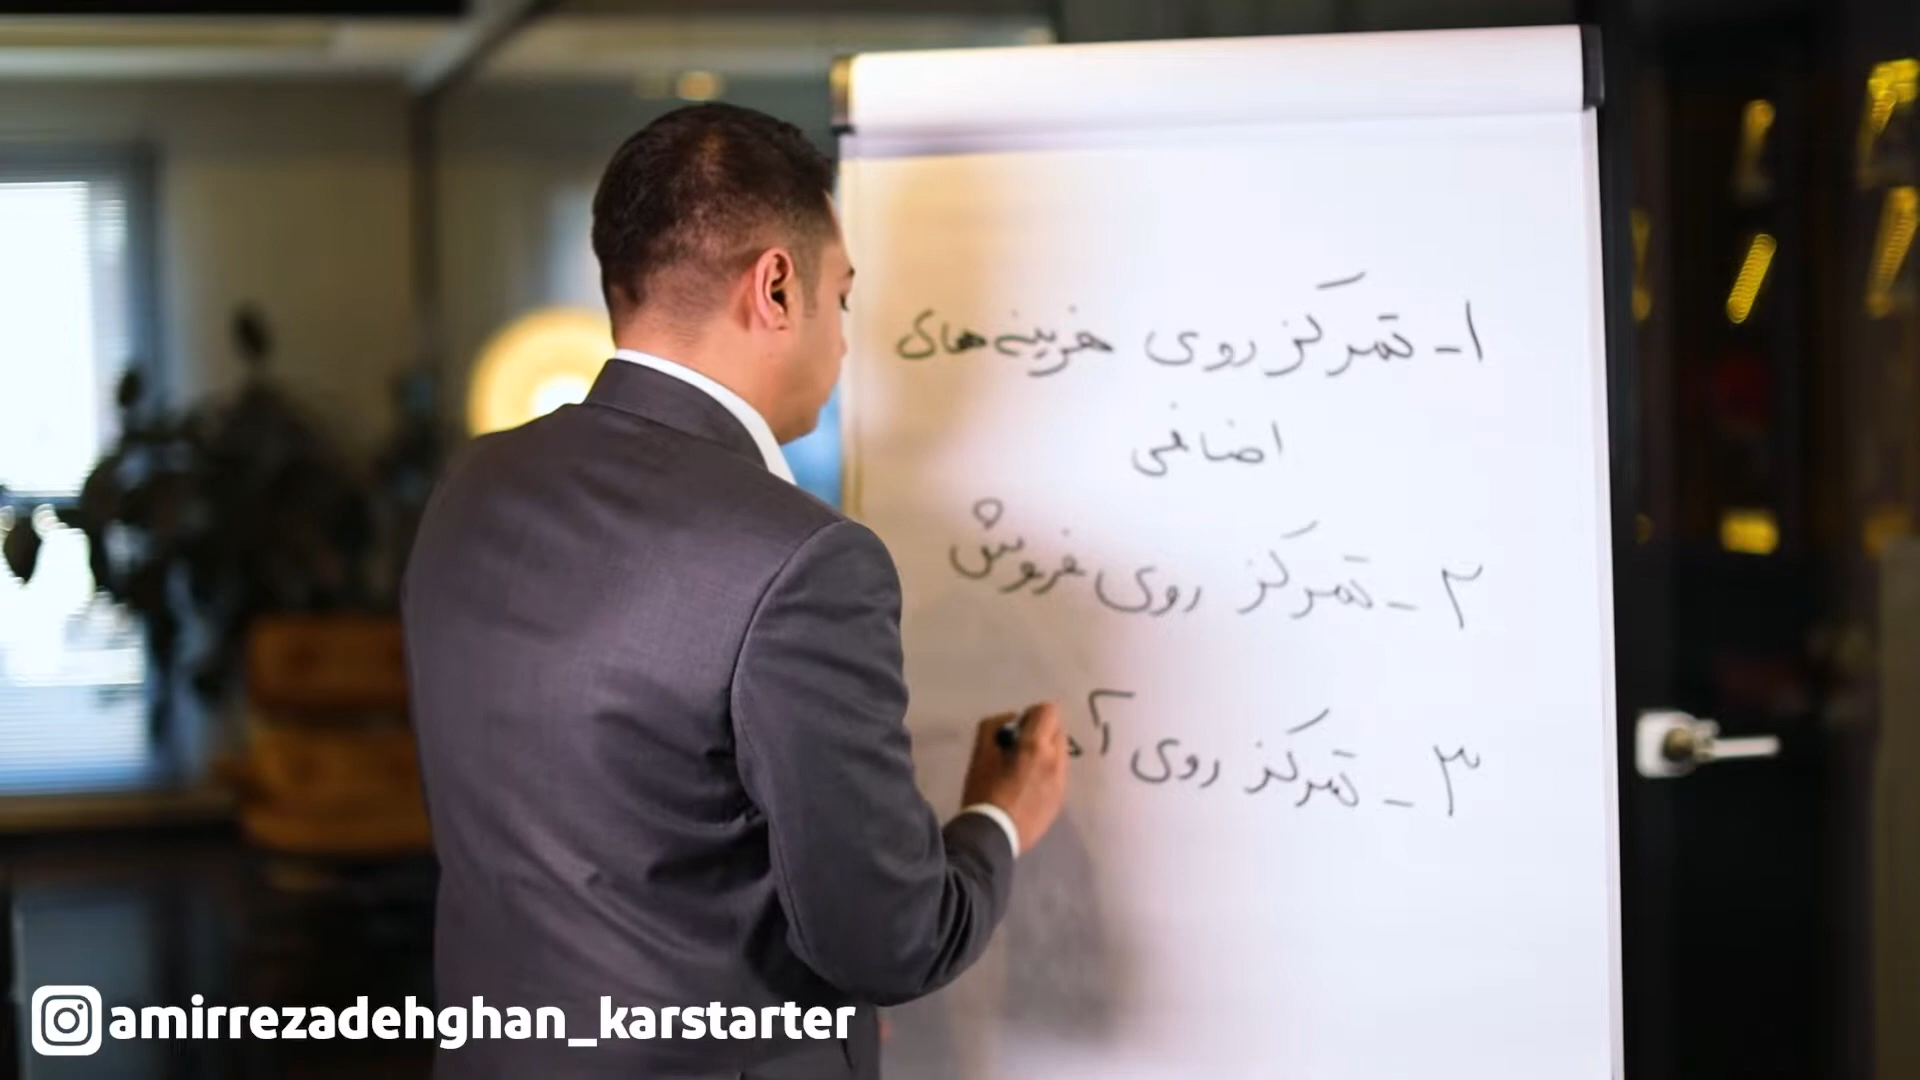 ۱- تمرکز روی هزینه‌های
اضافی
۲- تمرکز روی فروش
۳- تمرکز روی
amirrezadehghan_karstarter